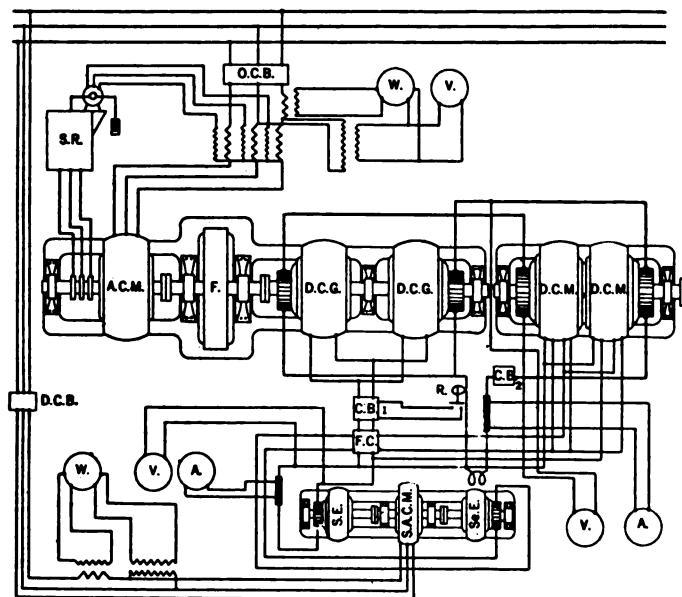 O.C.B.
W.
V.
S.R.
A.C.M.
F.
D.C.G.
D.C.G.
D.C.M.
D.C.M.
R.
C.B.2
D.C.B.
C.B.1
F.C.
W.
V.
A.
S.E.
S.A.C.M.
Se.E.
V.
A.